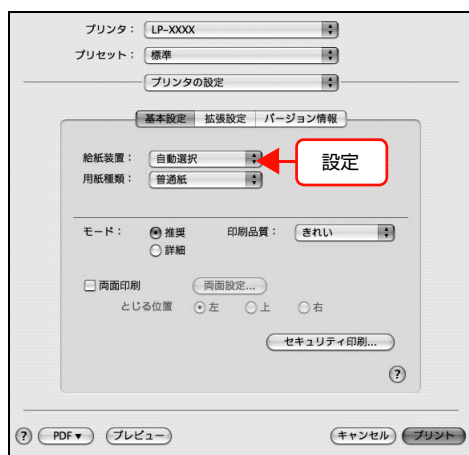 プリンタ： LP-XXXX
プリセット： 標準
プリンタの設定
基本設定 拡張設定 バージョン情報
給紙装置： 自動選択 設定
用紙種類： 普通紙
モード： 推奨 印刷品質： きれい
詳細
両面印刷 両面設定...
とじる位置 左 上 右
セキュリティ印刷...
?
? PDF▼ プレビュー キャンセル プリント